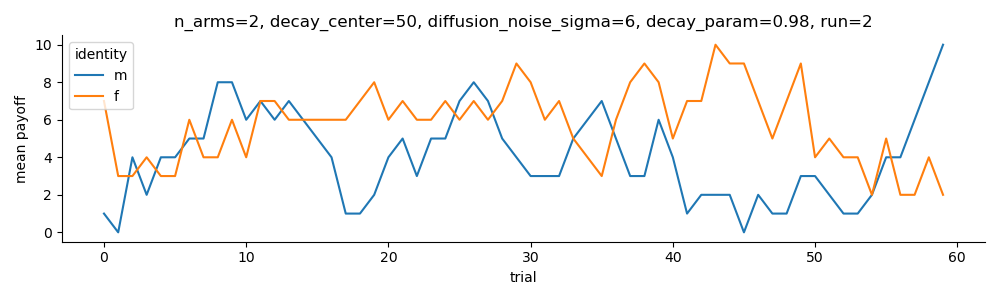 n_arms=2, decay_center=50, diffusion_noise_sigma=6, decay_param=0.98, run=2
identity
m
f
mean payoff
10
8
6
4
2
0
0 10 20 30 40 50 60
trial